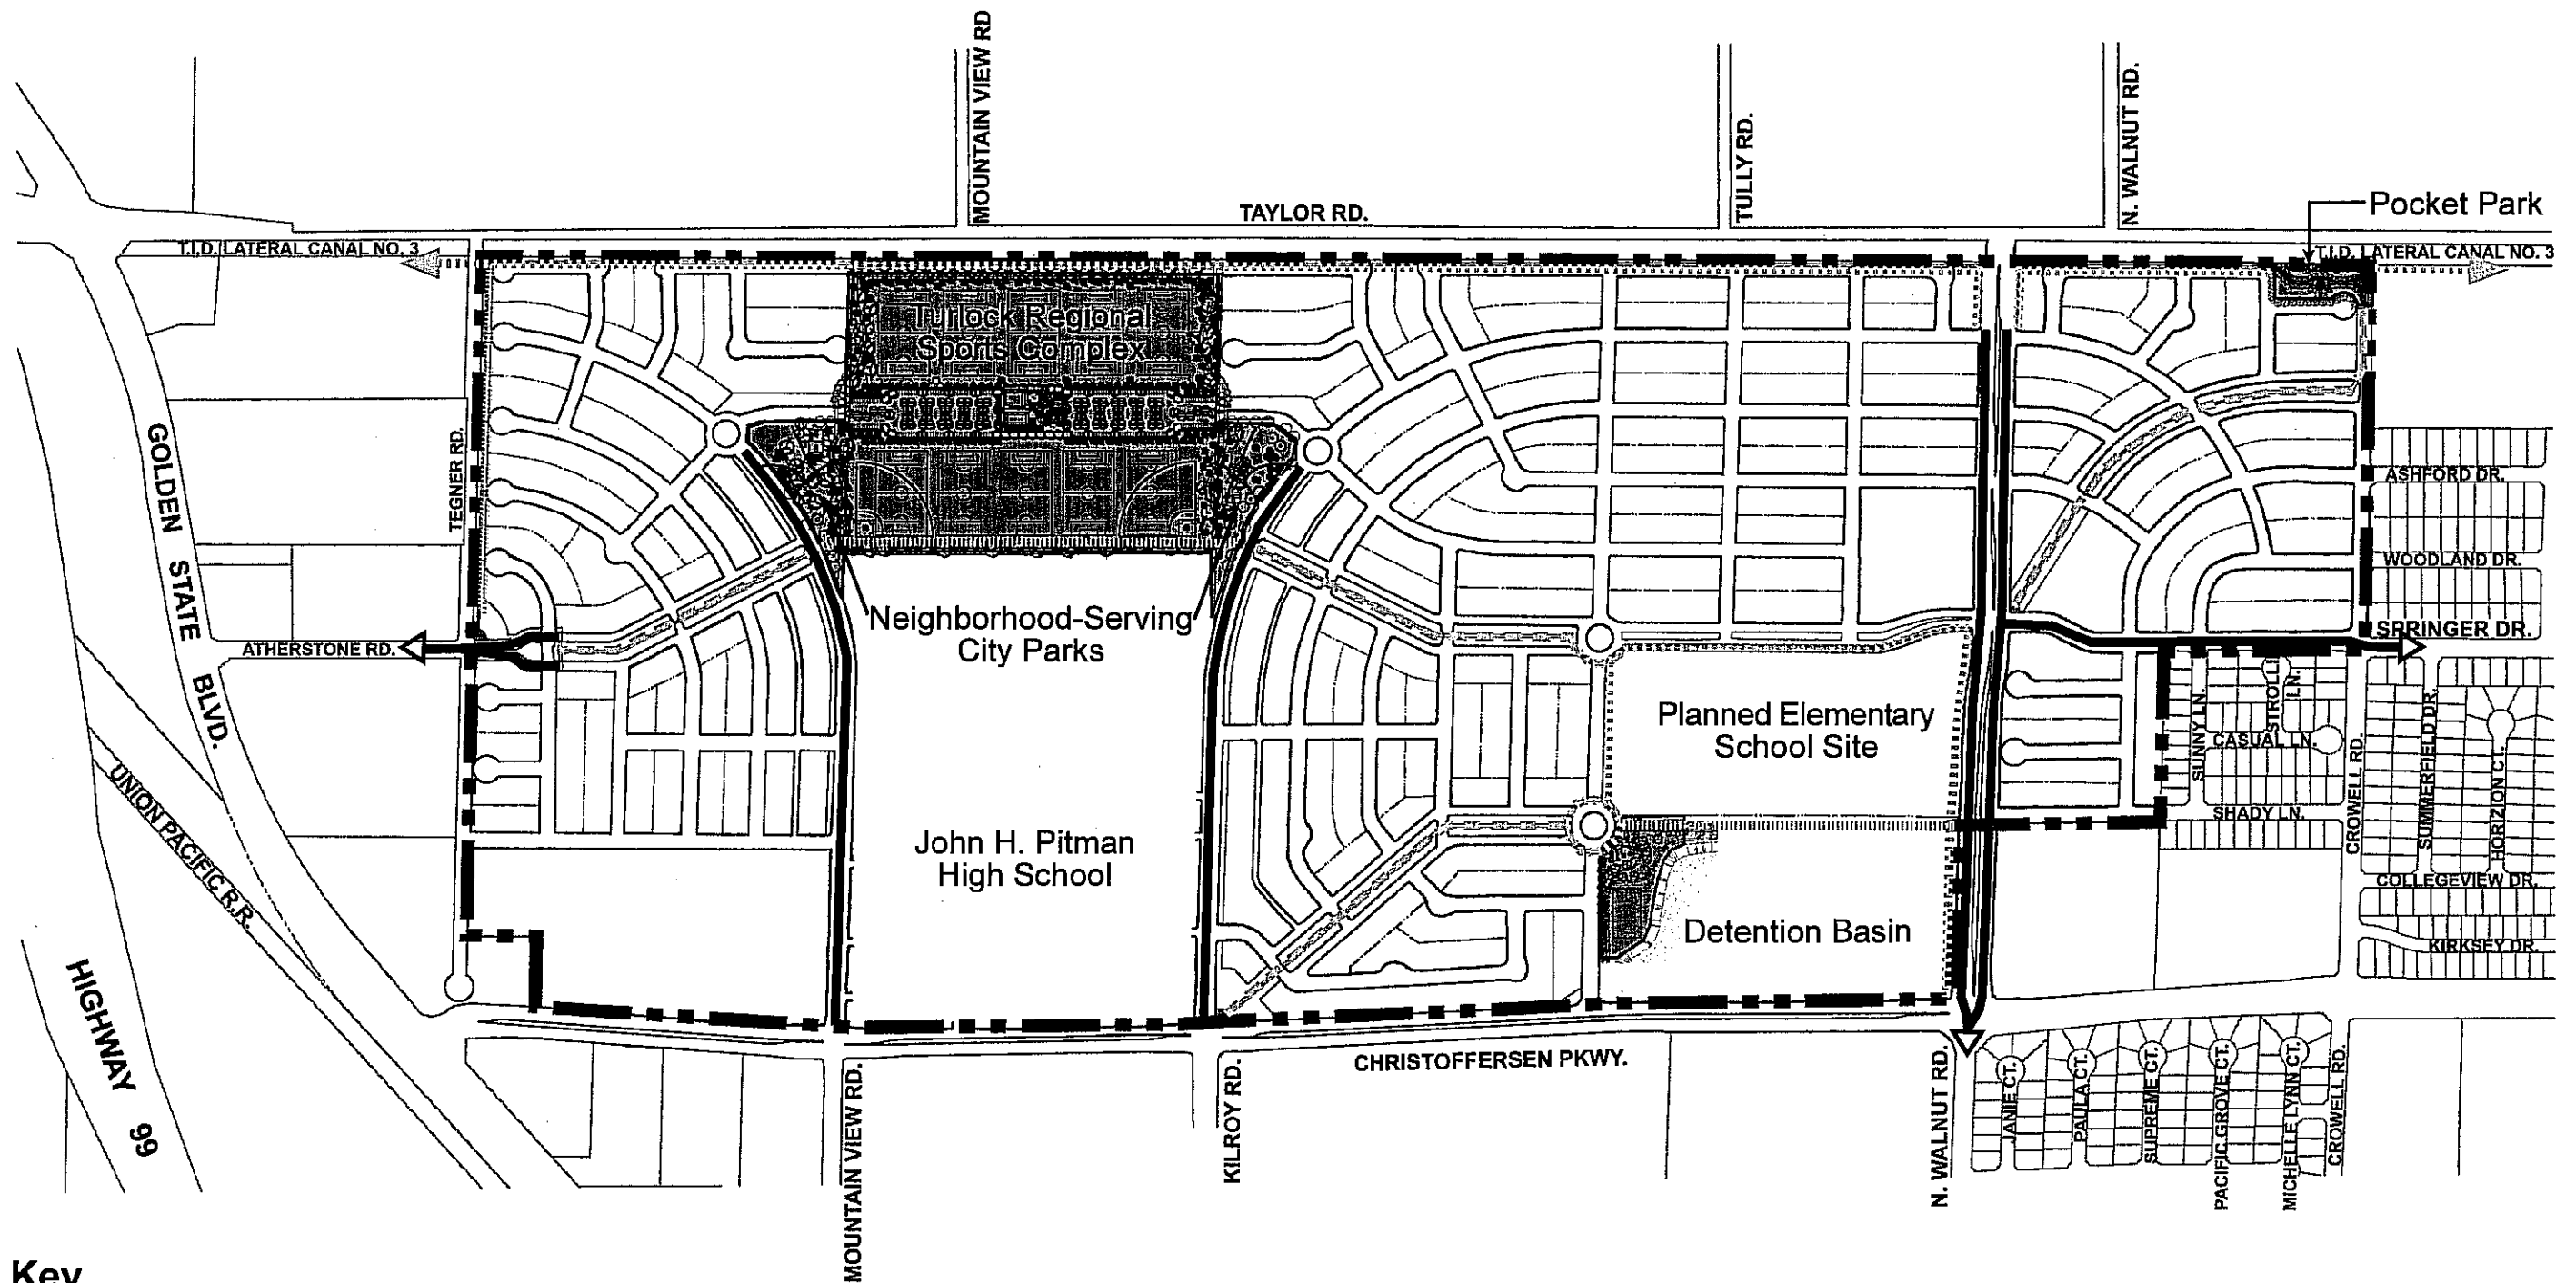 MOUNTAIN VIEW RD
TULLY RD.
N. WALNUT RD.
TAYLOR RD.
Pocket Park
T.I.D. LATERAL CANAL NO. 3
T.I.D. LATERAL CANAL NO. 3
Turlock Regional
Sports Complex
GOLDEN STATE BLVD.
TEGNER RD.
ASHFORD DR.
WOODLAND DR.
Neighborhood-Serving
City Parks
SPRINGER DR.
ATHERSTONE RD.
Planned Elementary
School Site
SUNNY LN.
STROLL LN.
CASUAL LN.
CROWELL RD.
SUMMERFIELD DR.
HORIZION CT.
SHADY LN.
UNION PACIFIC R.R.
John H. Pitman
High School
COLLEGEVIEW DR.
Detention Basin
KIRKSEY DR.
HIGHWAY 99
CHRISTOFFERSEN PKWY.
MOUNTAIN VIEW RD.
KILROY RD.
N. WALNUT RD.
JANIE CT.
PAULA CT.
SUPREME CT.
PACIFIC GROVE CT.
MICHELLE LYNN CT.
CROWELL RD.
Key